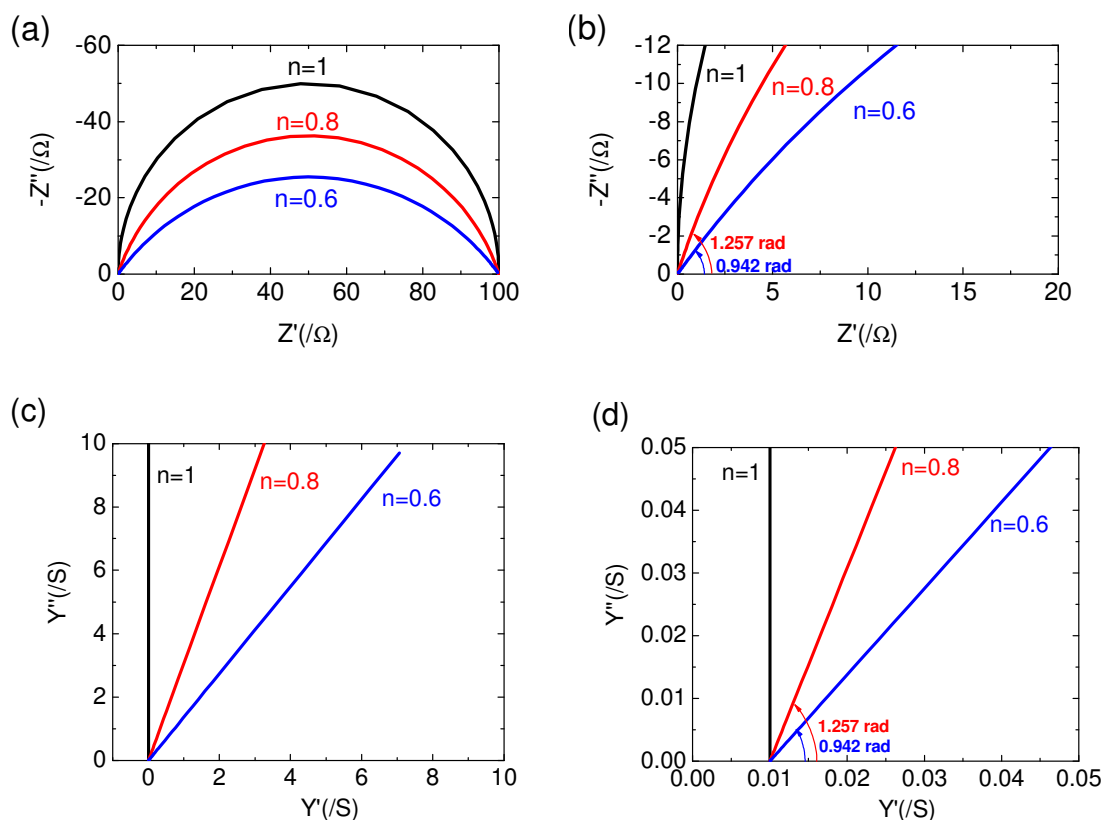 (a)
-60
-40
-20
0
-Z''(/Ω)
n=1
n=0.8
n=0.6
0 20 40 60 80 100
Z'(/Ω)
(b)
-12
-10
-8
-6
-4
-2
0
-Z''(/Ω)
n=1
n=0.8
n=0.6
1.257 rad
0.942 rad
0 5 10 15 20
Z'(/Ω)
(c)
10
8
6
4
2
0
Y''(/S)
n=1
n=0.8
n=0.6
0 2 4 6 8 10
Y'(/S)
(d)
0.05
0.04
0.03
0.02
0.01
0.00
Y''(/S)
n=1
n=0.8
n=0.6
1.257 rad
0.942 rad
0.00 0.01 0.02 0.03 0.04 0.05
Y'(/S)